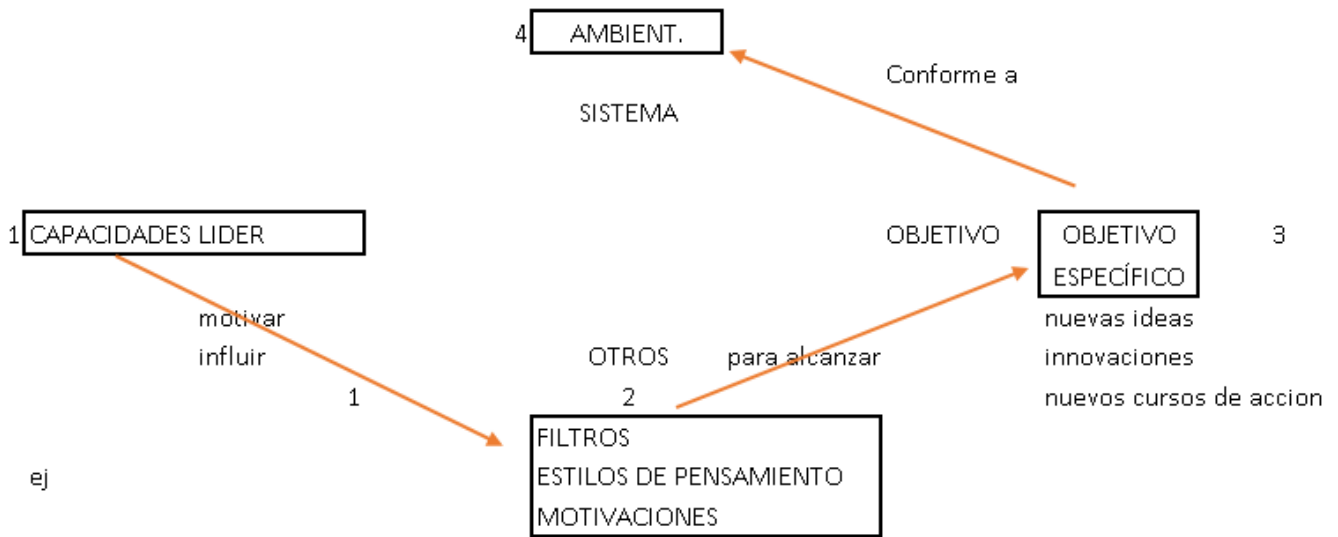 4 AMBIENT.
Conforme a
SISTEMA
1 CAPACIDADES LIDER OBJETIVO OBJETIVO 3
ESPECÍFICO
motivar nuevas ideas
influir OTROS para alcanzar innovaciones
1 2 nuevos cursos de accion
FILTROS
ej ESTILOS DE PENSAMIENTO
MOTIVACIONES